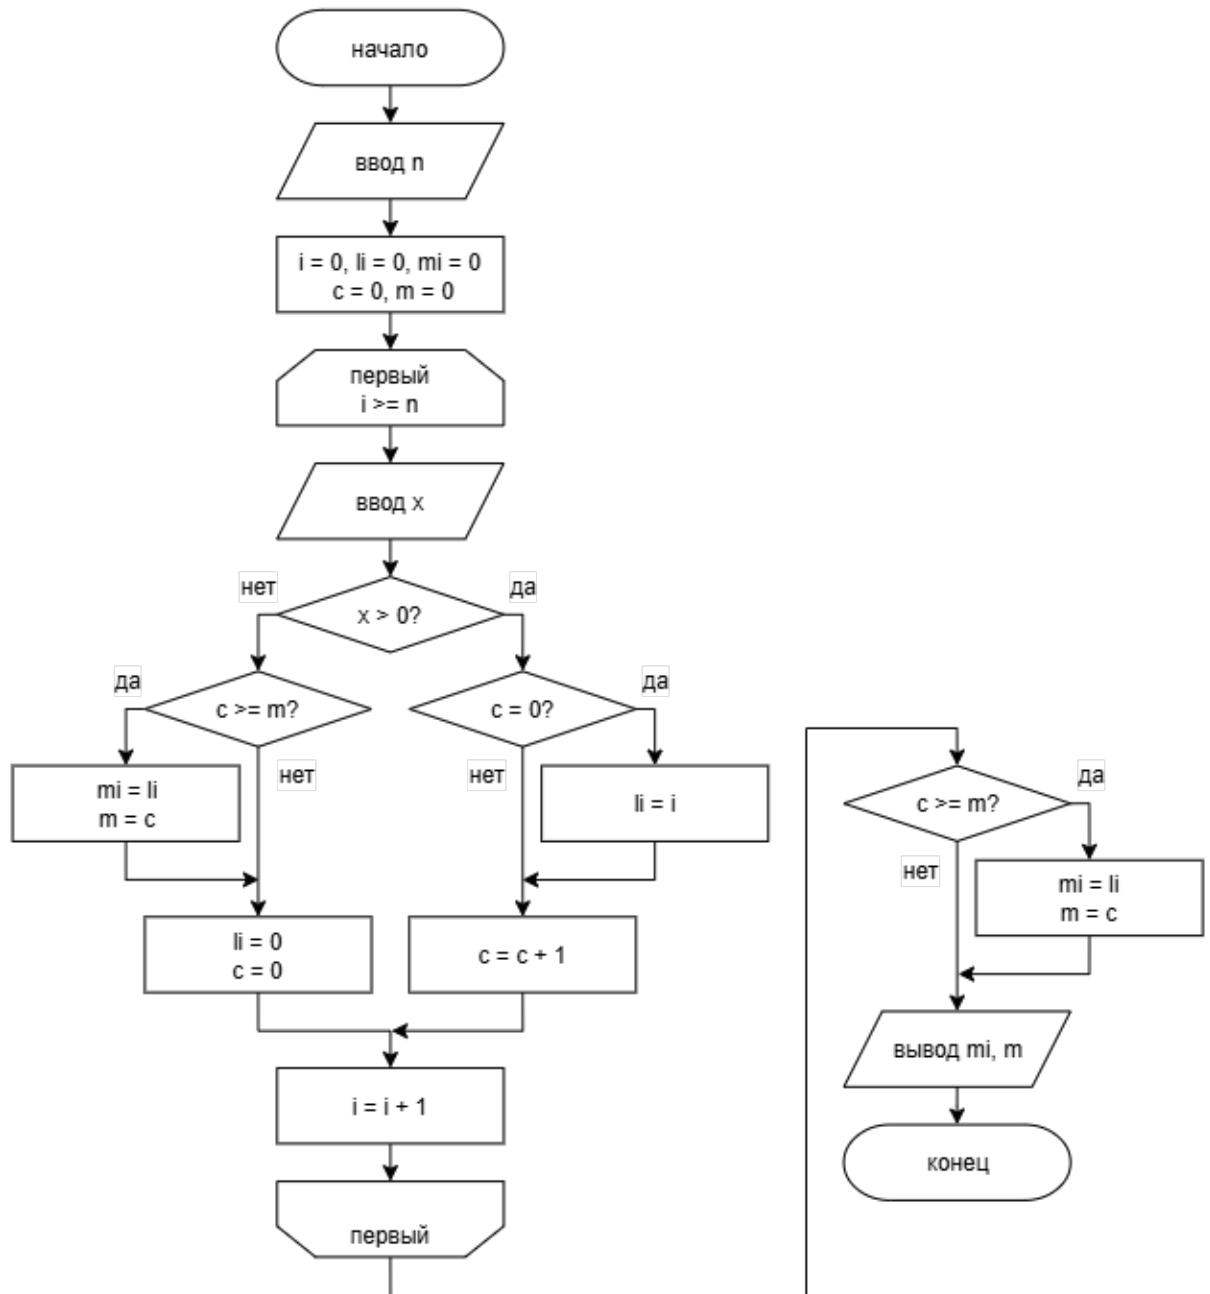 начало
ввод n
i = 0, li = 0, mi = 0
c = 0, m = 0
первый
i >= n
ввод x
нет
да
x > 0?
да
c >= m?
нет
mi = li
m = c
li = 0
c = 0
c = 0?
да
нет
li = i
c = c + 1
i = i + 1
первый
c >= m?
да
нет
mi = li
m = c
вывод mi, m
конец